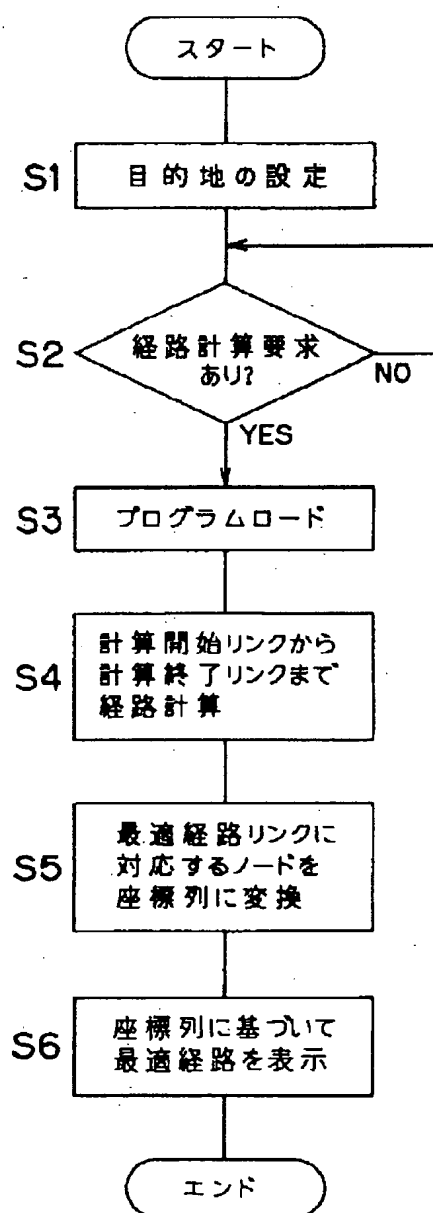 スタート
S1
目的地の設定
S2
経路計算要求
あり?
NO
YES
S3
プログラムロード
S4
計算開始リンクから
計算終了リンクまで
経路計算
S5
最適経路リンクに
対応するノードを
座標列に変換
S6
座標列に基づいて
最適経路を表示
エンド